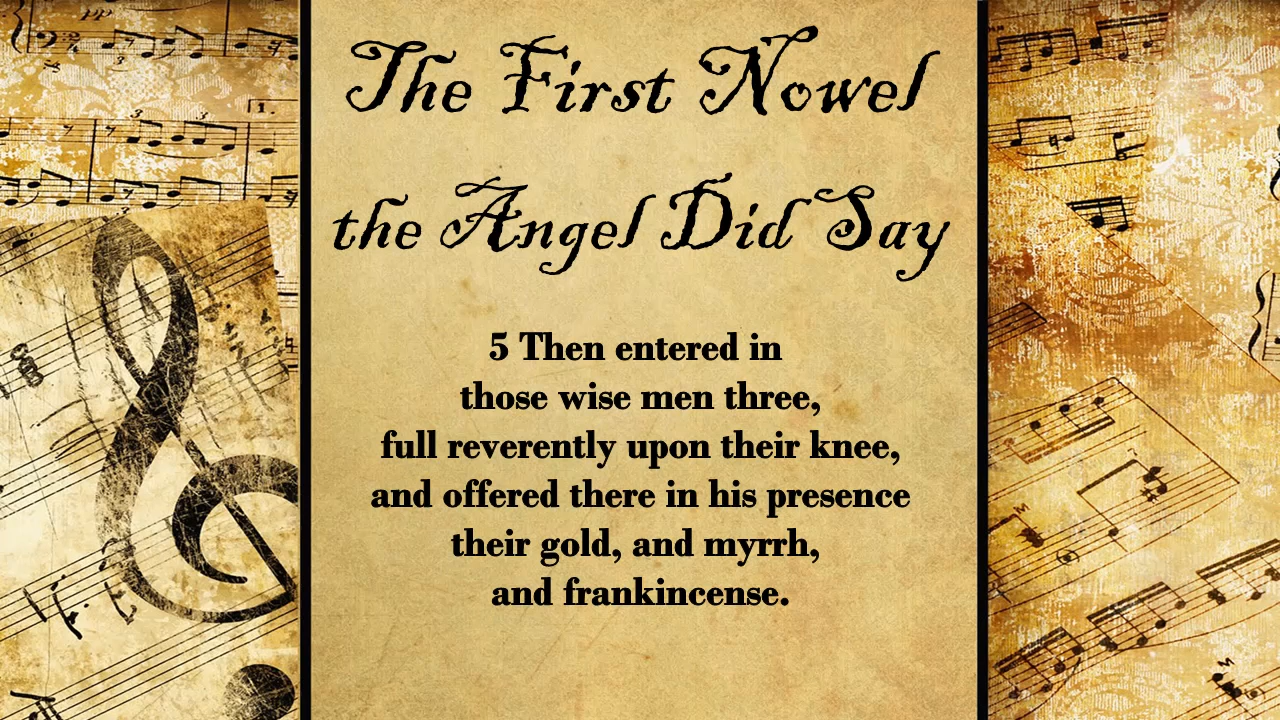 The First Nowel
the Angel Did Say
5 Then entered in
those wise men three,
full reverently upon their knee,
and offered there in his presence
their gold, and myrrh,
and frankincense.